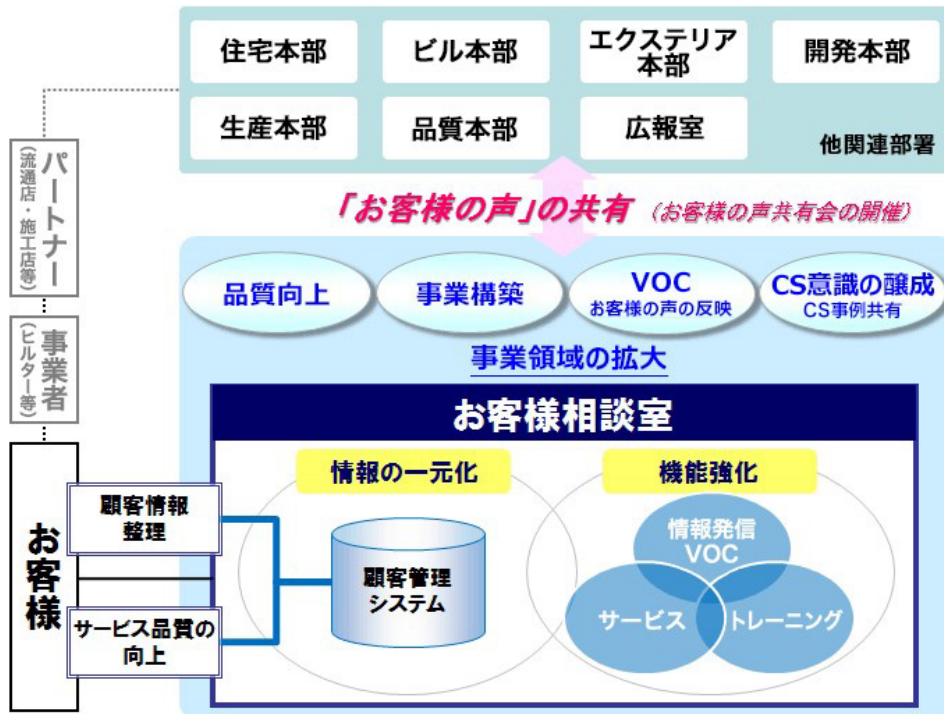 住宅本部
ビル本部
エクステリア
本部
開発本部
生産本部
品質本部
広報室
他関連部署
パートナー
(流通店・施工店等)
「お客様の声」の共有 (お客様の声共有会の開催)
品質向上
事業構築
VOC
お客様の声の反映
CS意識の醸成
CS事例共有
事業領域の拡大
事業者
(ビルダー等)
お客様相談室
情報の一元化
機能強化
お客様
顧客情報
整理
サービス品質の
向上
顧客管理
システム
情報発信
VOC
サービス
トレーニング